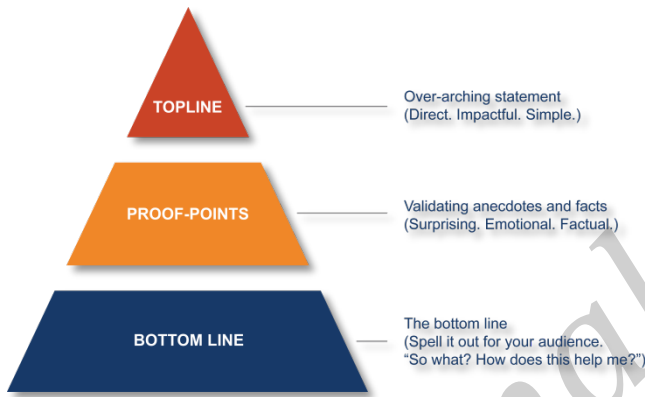 TOPLINE
Over-arching statement
(Direct. Impactful. Simple.)
PROOF-POINTS
Validating anecdotes and facts
(Surprising. Emotional. Factual.)
BOTTOM LINE
The bottom line
(Spell it out for your audience.
“So what? How does this help me?”)